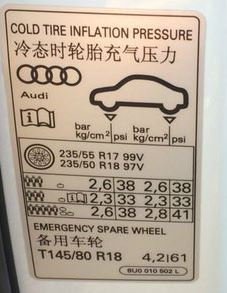 COLD TIRE INFLATION PRESSURE
冷态时轮胎充气压力
Audi
bar kg/cm² psi bar kg/cm² psi
235/55 R17 99V
235/50 R18 97V
2,6 38 2,6 38
2,3 33 2,3 33
2,6 38 2,8 41
EMERGENCY SPARE WHEEL
备用车轮
T145/80 R18 4,2 61
8U0 010 502 L